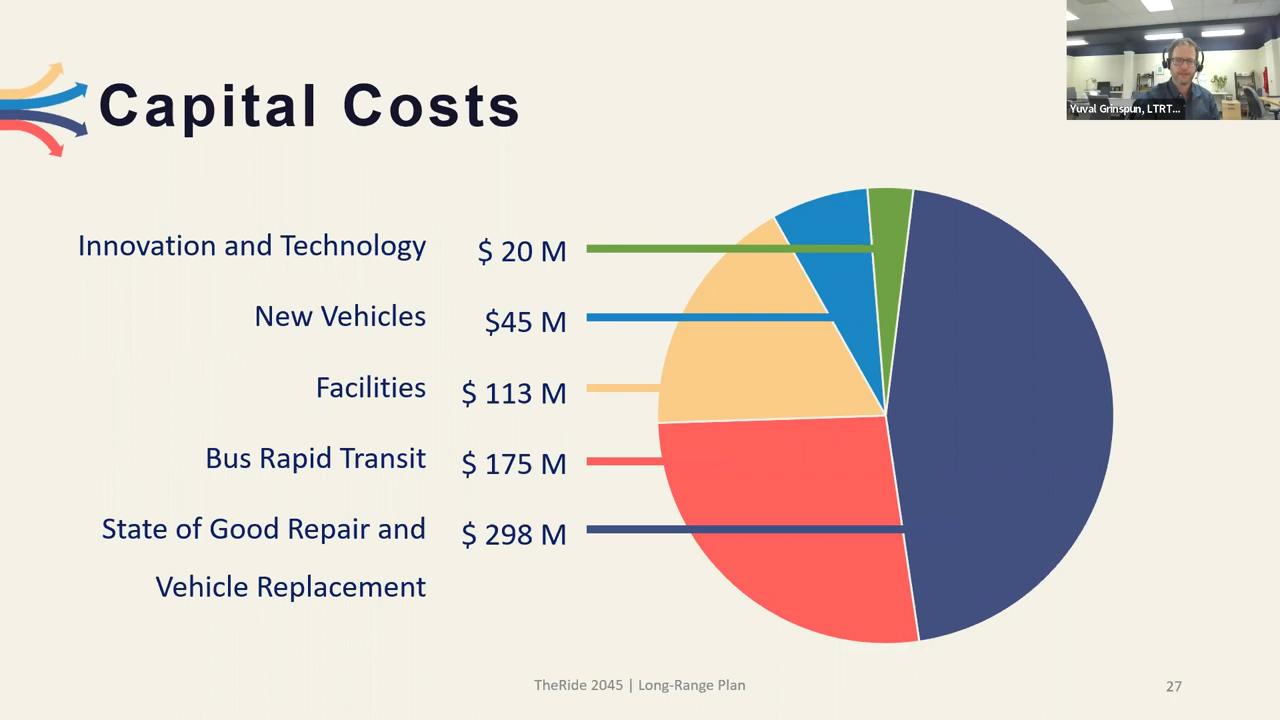 Yuval Grinspun, LTRT...
Capital Costs
Innovation and Technology $ 20 M
New Vehicles $45 M
Facilities $ 113 M
Bus Rapid Transit $ 175 M
State of Good Repair and $ 298 M
Vehicle Replacement
TheRide 2045 | Long-Range Plan
27